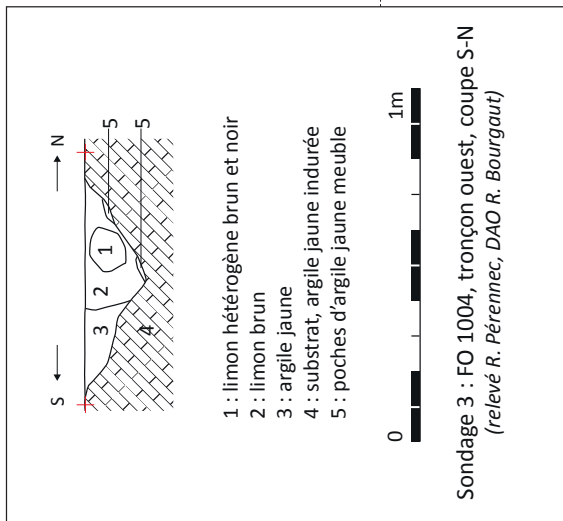 S N
5
5
1
2
3
4
1 : limon hétérogène brun et noir
2 : limon brun
3 : argile jaune
4 : substrat, argile jaune indurée
5 : poches d'argile jaune meuble
0 1m
Sondage 3 : FO 1004, tronçon ouest, coupe S-N
(relevé R. Pérennec, DAO R. Bourgaut)